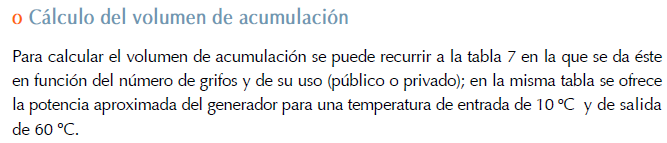 o Cálculo del volumen de acumulación
Para calcular el volumen de acumulación se puede recurrir a la tabla 7 en la que se da éste
en función del número de grifos y de su uso (público o privado); en la misma tabla se ofrece
la potencia aproximada del generador para una temperatura de entrada de 10 ºC y de salida
de 60 ºC.